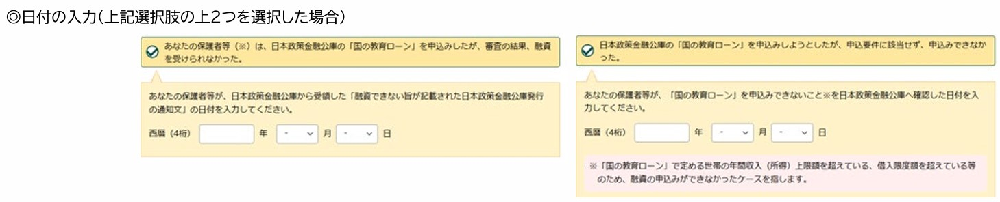 ◎日付の入力(上記選択肢の上2つを選択した場合)
あなたの保護者等（※）は、日本政策金融公庫の「国の教育ローン」を申込みしたが、審査の結果、融資
を受けられなかった。
あなたの保護者等が、日本政策金融公庫から受領した「融資できない旨が記載された日本政策金融公庫発行
の通知文」の日付を入力してください。
西暦（4桁） 年 - 月 - 日
日本政策金融公庫の「国の教育ローン」を申込みしようとしたが、申込要件に該当せず、申込みできなか
った。
あなたの保護者等が、「国の教育ローン」を申込みできないこと※を日本政策金融公庫へ確認した日付を入
力してください。
西暦（4桁） 年 - 月 - 日
※「国の教育ローン」で定める世帯の年間収入（所得）上限額を超えている、借入限度額を超えている等
のため、融資の申込みができなかったケースを指します。